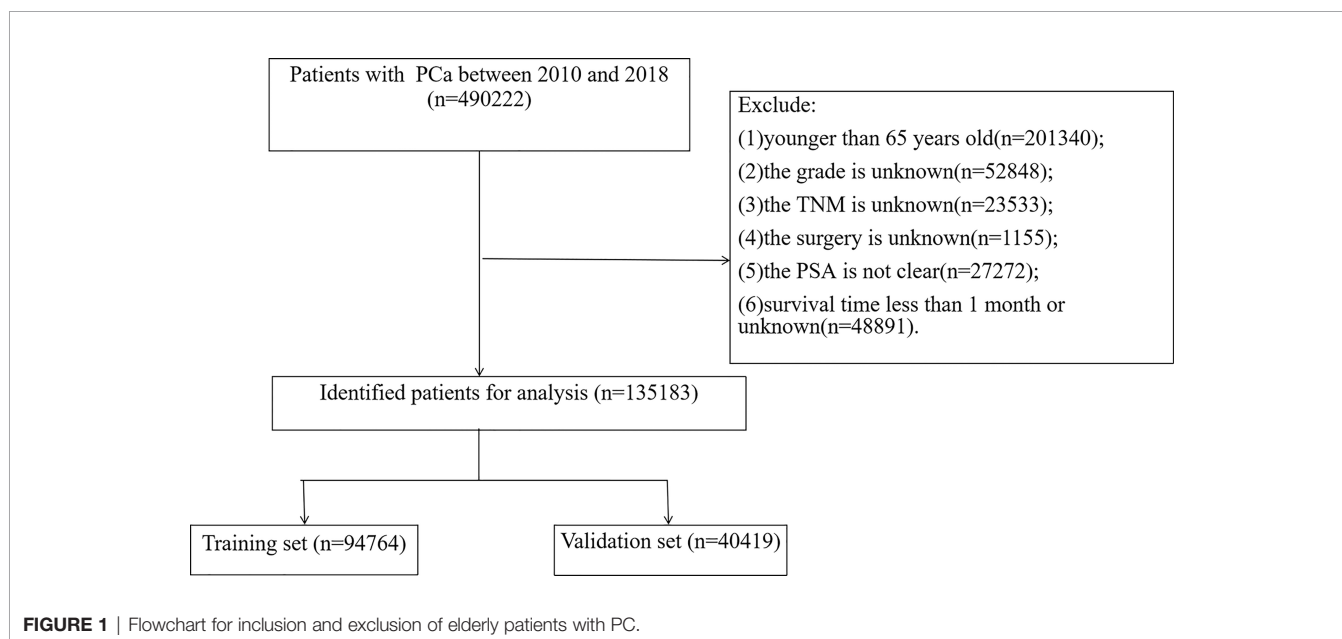 Patients with PCa between 2010 and 2018
(n=490222)
Exclude:
(1)younger than 65 years old(n=201340);
(2)the grade is unknown(n=52848);
(3)the TNM is unknown(n=23533);
(4)the surgery is unknown(n=1155);
(5)the PSA is not clear(n=27272);
(6)survival time less than 1 month or
unknown(n=48891).
Identified patients for analysis (n=135183)
Training set (n=94764)
Validation set (n=40419)
FIGURE 1 | Flowchart for inclusion and exclusion of elderly patients with PC.